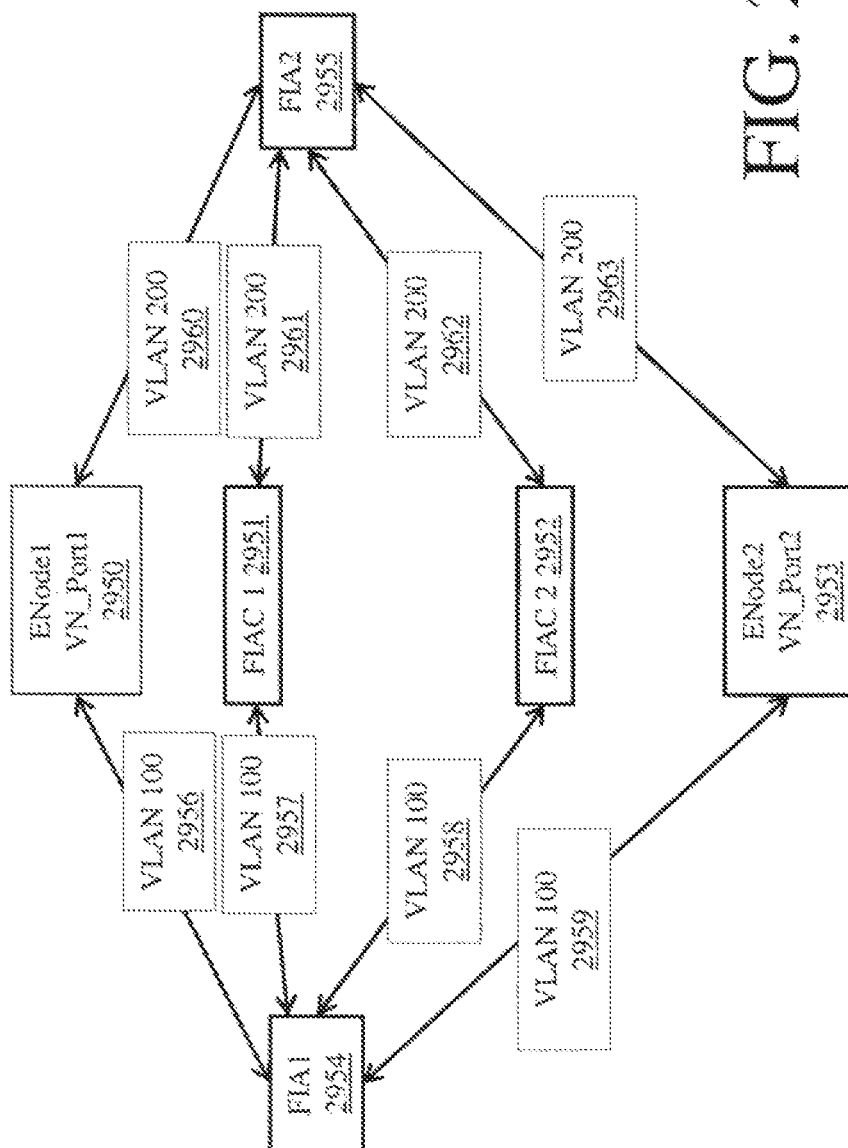 ENode1
VN_Port1
2950
VLAN 100
2956
VLAN 200
2960
VLAN 100
2957
FIAC 1 2951
VLAN 200
2961
FIA1
2954
FIA2
2955
VLAN 100
2958
FIAC 2 2952
VLAN 200
2962
VLAN 100
2959
VLAN 200
2963
ENode2
VN_Port2
2953
FIG.